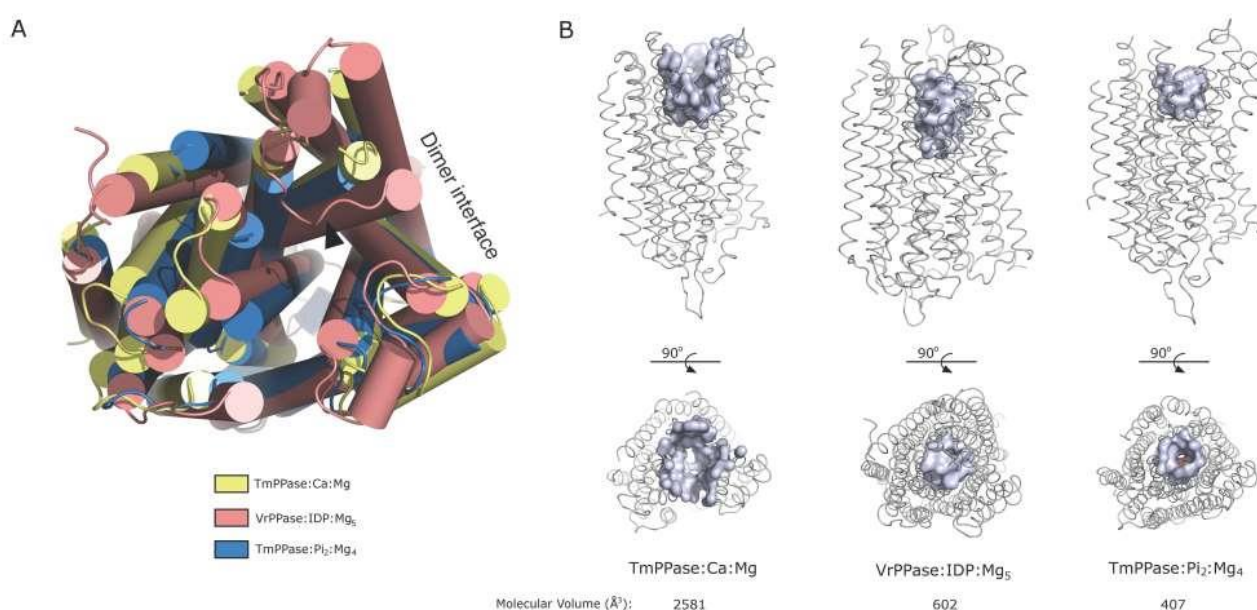 A
B
Dimer interface
TmPPase:Ca:Mg
VrPPase:IDP:Mg₅
TmPPase:Pi₂:Mg₄
90°
90°
90°
TmPPase:Ca:Mg
VrPPase:IDP:Mg₅
TmPPase:Pi₂:Mg₄
Molecular Volume (Å³): 2581 602 407